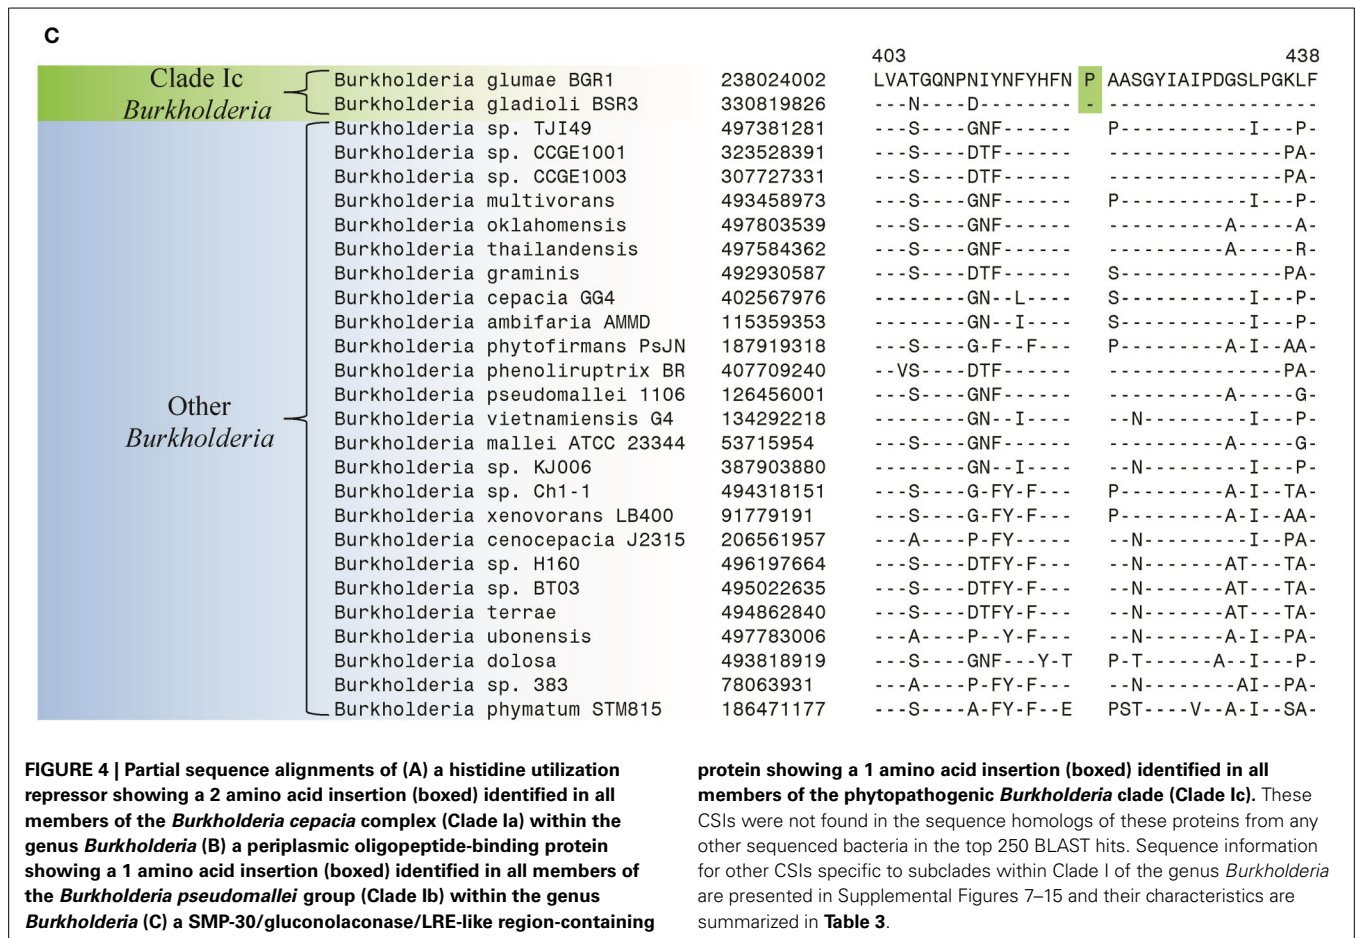 C
403 438
Clade Ic
Burkholderia
Burkholderia glumae BGR1 238024002 LVATGQNPNIYNFYHFN P AASGYIAIPDGSLPGKLF
Burkholderia gladioli BSR3 330819826 ---N----D-------- - ------------------
Other
Burkholderia
Burkholderia sp. TJI49 497381281 ---S----GNF------ P-----------I---P-
Burkholderia sp. CCGE1001 323528391 ---S----DTF------ ---------------PA-
Burkholderia sp. CCGE1003 307727331 ---S----DTF------ ---------------PA-
Burkholderia multivorans 493458973 ---S----GNF------ P-----------I---P-
Burkholderia oklahomensis 497803539 ---S----GNF------ ----------A-----A-
Burkholderia thailandensis 497584362 ---S----GNF------ ----------A-----R-
Burkholderia graminis 492930587 ---S----DTF------ S--------------PA-
Burkholderia cepacia GG4 402567976 --------GN--L---- S-----------I---P-
Burkholderia ambifaria AMMD 115359353 --------GN--I---- S-----------I---P-
Burkholderia phytofirmans PsJN 187919318 ---S----G-F--F--- P---------A-I--AA-
Burkholderia phenoliruptrix BR 407709240 --VS----DTF------ ---------------PA-
Burkholderia pseudomallei 1106 126456001 ---S----GNF------ ----------A-----G-
Burkholderia vietnamiensis G4 134292218 --------GN--I---- --N---------I---P-
Burkholderia mallei ATCC 23344 53715954 ---S----GNF------ ----------A-----G-
Burkholderia sp. KJ006 387903880 --------GN--I---- --N---------I---P-
Burkholderia sp. Ch1-1 494318151 ---S----G-FY-F--- P---------A-I--TA-
Burkholderia xenovorans LB400 91779191 ---S----G-FY-F--- P---------A-I--AA-
Burkholderia cenocepacia J2315 206561957 ---A----P-FY----- --N---------I--PA-
Burkholderia sp. H160 496197664 ---S----DTFY-F--- --N-------AT---TA-
Burkholderia sp. BT03 495022635 ---S----DTFY-F--- --N-------AT---TA-
Burkholderia terrae 494862840 ---S----DTFY-F--- --N-------AT---TA-
Burkholderia ubonensis 497783006 ---A----P--Y-F--- --N-------A-I--PA-
Burkholderia dolosa 493818919 ---S----GNF---Y-T P-T------A--I---P-
Burkholderia sp. 383 78063931 ---A----P-FY-F--- --N--------AI--PA-
Burkholderia phymatum STM815 186471177 ---S----A-FY-F--E PST----V--A-I--SA-
FIGURE 4 | Partial sequence alignments of (A) a histidine utilization
repressor showing a 2 amino acid insertion (boxed) identified in all
members of the Burkholderia cepacia complex (Clade Ia) within the
genus Burkholderia (B) a periplasmic oligopeptide-binding protein
showing a 1 amino acid insertion (boxed) identified in all members of
the Burkholderia pseudomallei group (Clade Ib) within the genus
Burkholderia (C) a SMP-30/gluconolaconase/LRE-like region-containing
protein showing a 1 amino acid insertion (boxed) identified in all
members of the phytopathogenic Burkholderia clade (Clade Ic). These
CSIs were not found in the sequence homologs of these proteins from any
other sequenced bacteria in the top 250 BLAST hits. Sequence information
for other CSIs specific to subclades within Clade I of the genus Burkholderia
are presented in Supplemental Figures 7–15 and their characteristics are
summarized in Table 3.